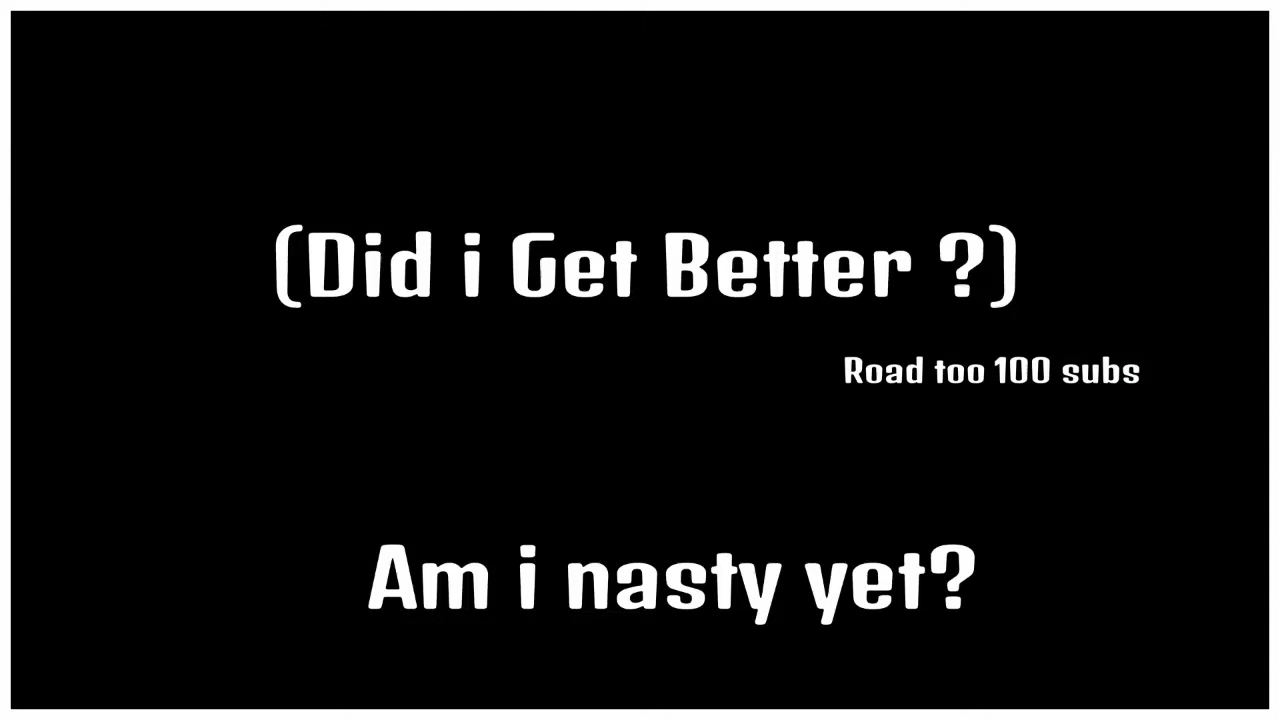 (Did i Get Better ?)
Road too 100 subs
Am i nasty yet?